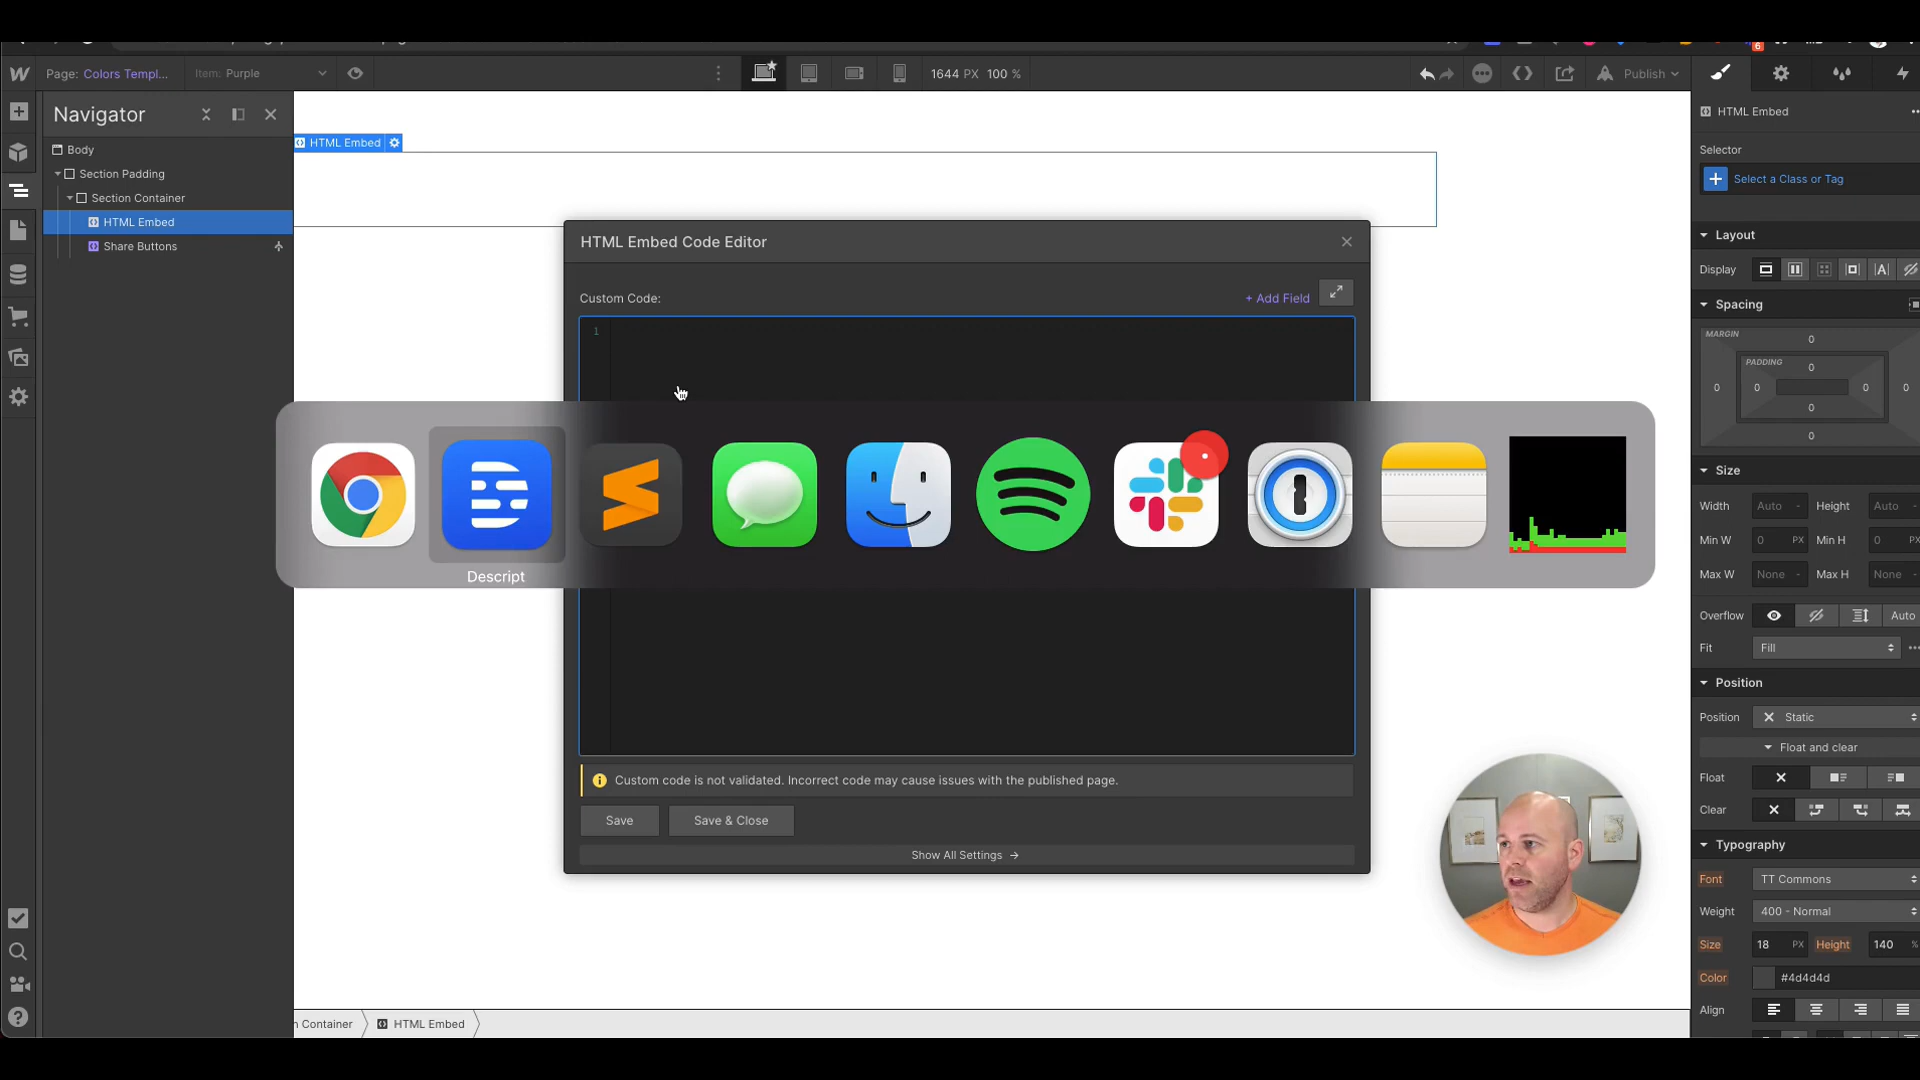 6
Page: Colors Templ...
Item: Purple
1644 PX 100 %
Publish
Navigator
Body
Section Padding
Section Container
HTML Embed
Share Buttons
HTML Embed
HTML Embed Code Editor
Custom Code:
+ Add Field
1
Descript
Custom code is not validated. Incorrect code may cause issues with the published page.
Save
Save & Close
Show All Settings →
n Container
HTML Embed
HTML Embed
Selector
Select a Class or Tag
Layout
Display
Spacing
MARGIN
0
PADDING
0
0 0 0 0
0
0
Size
Width Auto - Height Auto -
Min W 0 PX Min H 0 PX
Max W None - Max H None -
Overflow Auto
Fit Fill
Position
Position Static
Float and clear
Float
Clear
Typography
Font TT Commons
Weight 400 - Normal
Size 18 PX Height 140 %
Color #4d4d4d
Align